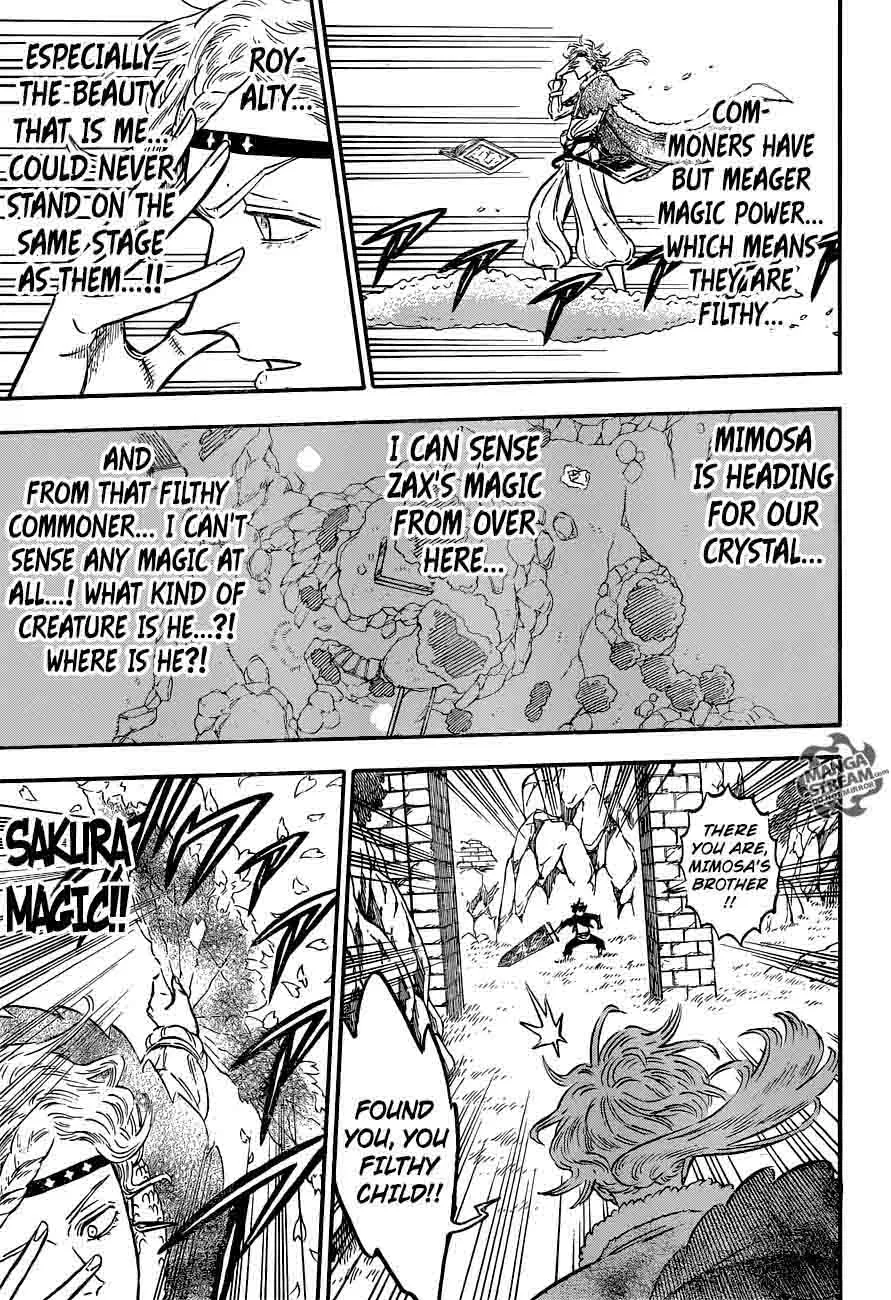 COM-
MONERS HAVE
BUT MEAGER
MAGIC POWER...
WHICH MEANS
THEY ARE
FILTHY...
ROY-
ALTY...
ESPECIALLY
THE BEAUTY
THAT IS ME...
COULD NEVER
STAND ON THE
SAME STAGE
AS THEM...!!
MIMOSA
IS HEADING
FOR OUR
CRYSTAL...
I CAN SENSE
ZAX'S MAGIC
FROM OVER
HERE...
AND
FROM THAT FILTHY
COMMONER... I CAN'T
SENSE ANY MAGIC AT
ALL...! WHAT KIND OF
CREATURE IS HE...?!
WHERE IS HE?!
MANGA
STREAM.com
THERE
YOU ARE,
MIMOSA'S
BROTHER
!!
FOUND
YOU, YOU
FILTHY
CHILD!!
SAKURA
MAGIC!!